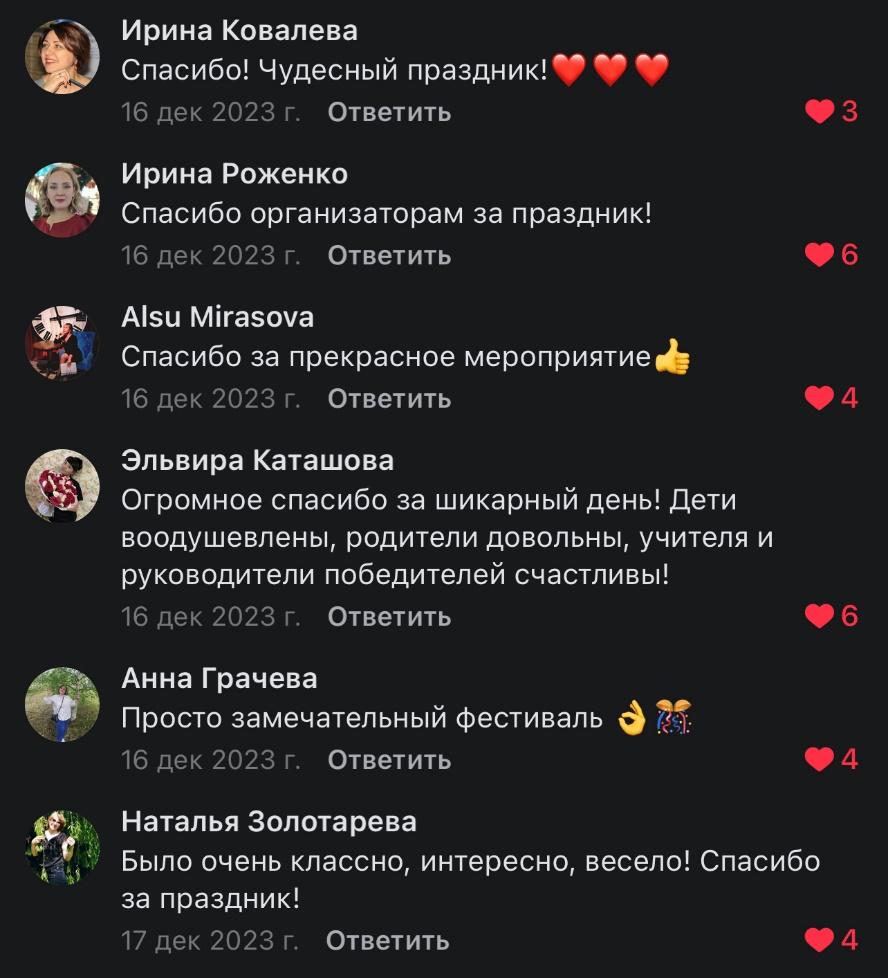 Ирина Ковалева
Спасибо! Чудесный праздник!❤️❤️❤️
16 дек 2023 г. Ответить 3
Ирина Роженко
Спасибо организаторам за праздник!
16 дек 2023 г. Ответить 6
Alsu Mirasova
Спасибо за прекрасное мероприятие👍
16 дек 2023 г. Ответить 4
Эльвира Каташова
Огромное спасибо за шикарный день! Дети
воодушевлены, родители довольны, учителя и
руководители победителей счастливы!
16 дек 2023 г. Ответить 6
Анна Грачева
Просто замечательный фестиваль 👌🎊
16 дек 2023 г. Ответить 4
Наталья Золотарева
Было очень классно, интересно, весело! Спасибо
за праздник!
17 дек 2023 г. Ответить 4